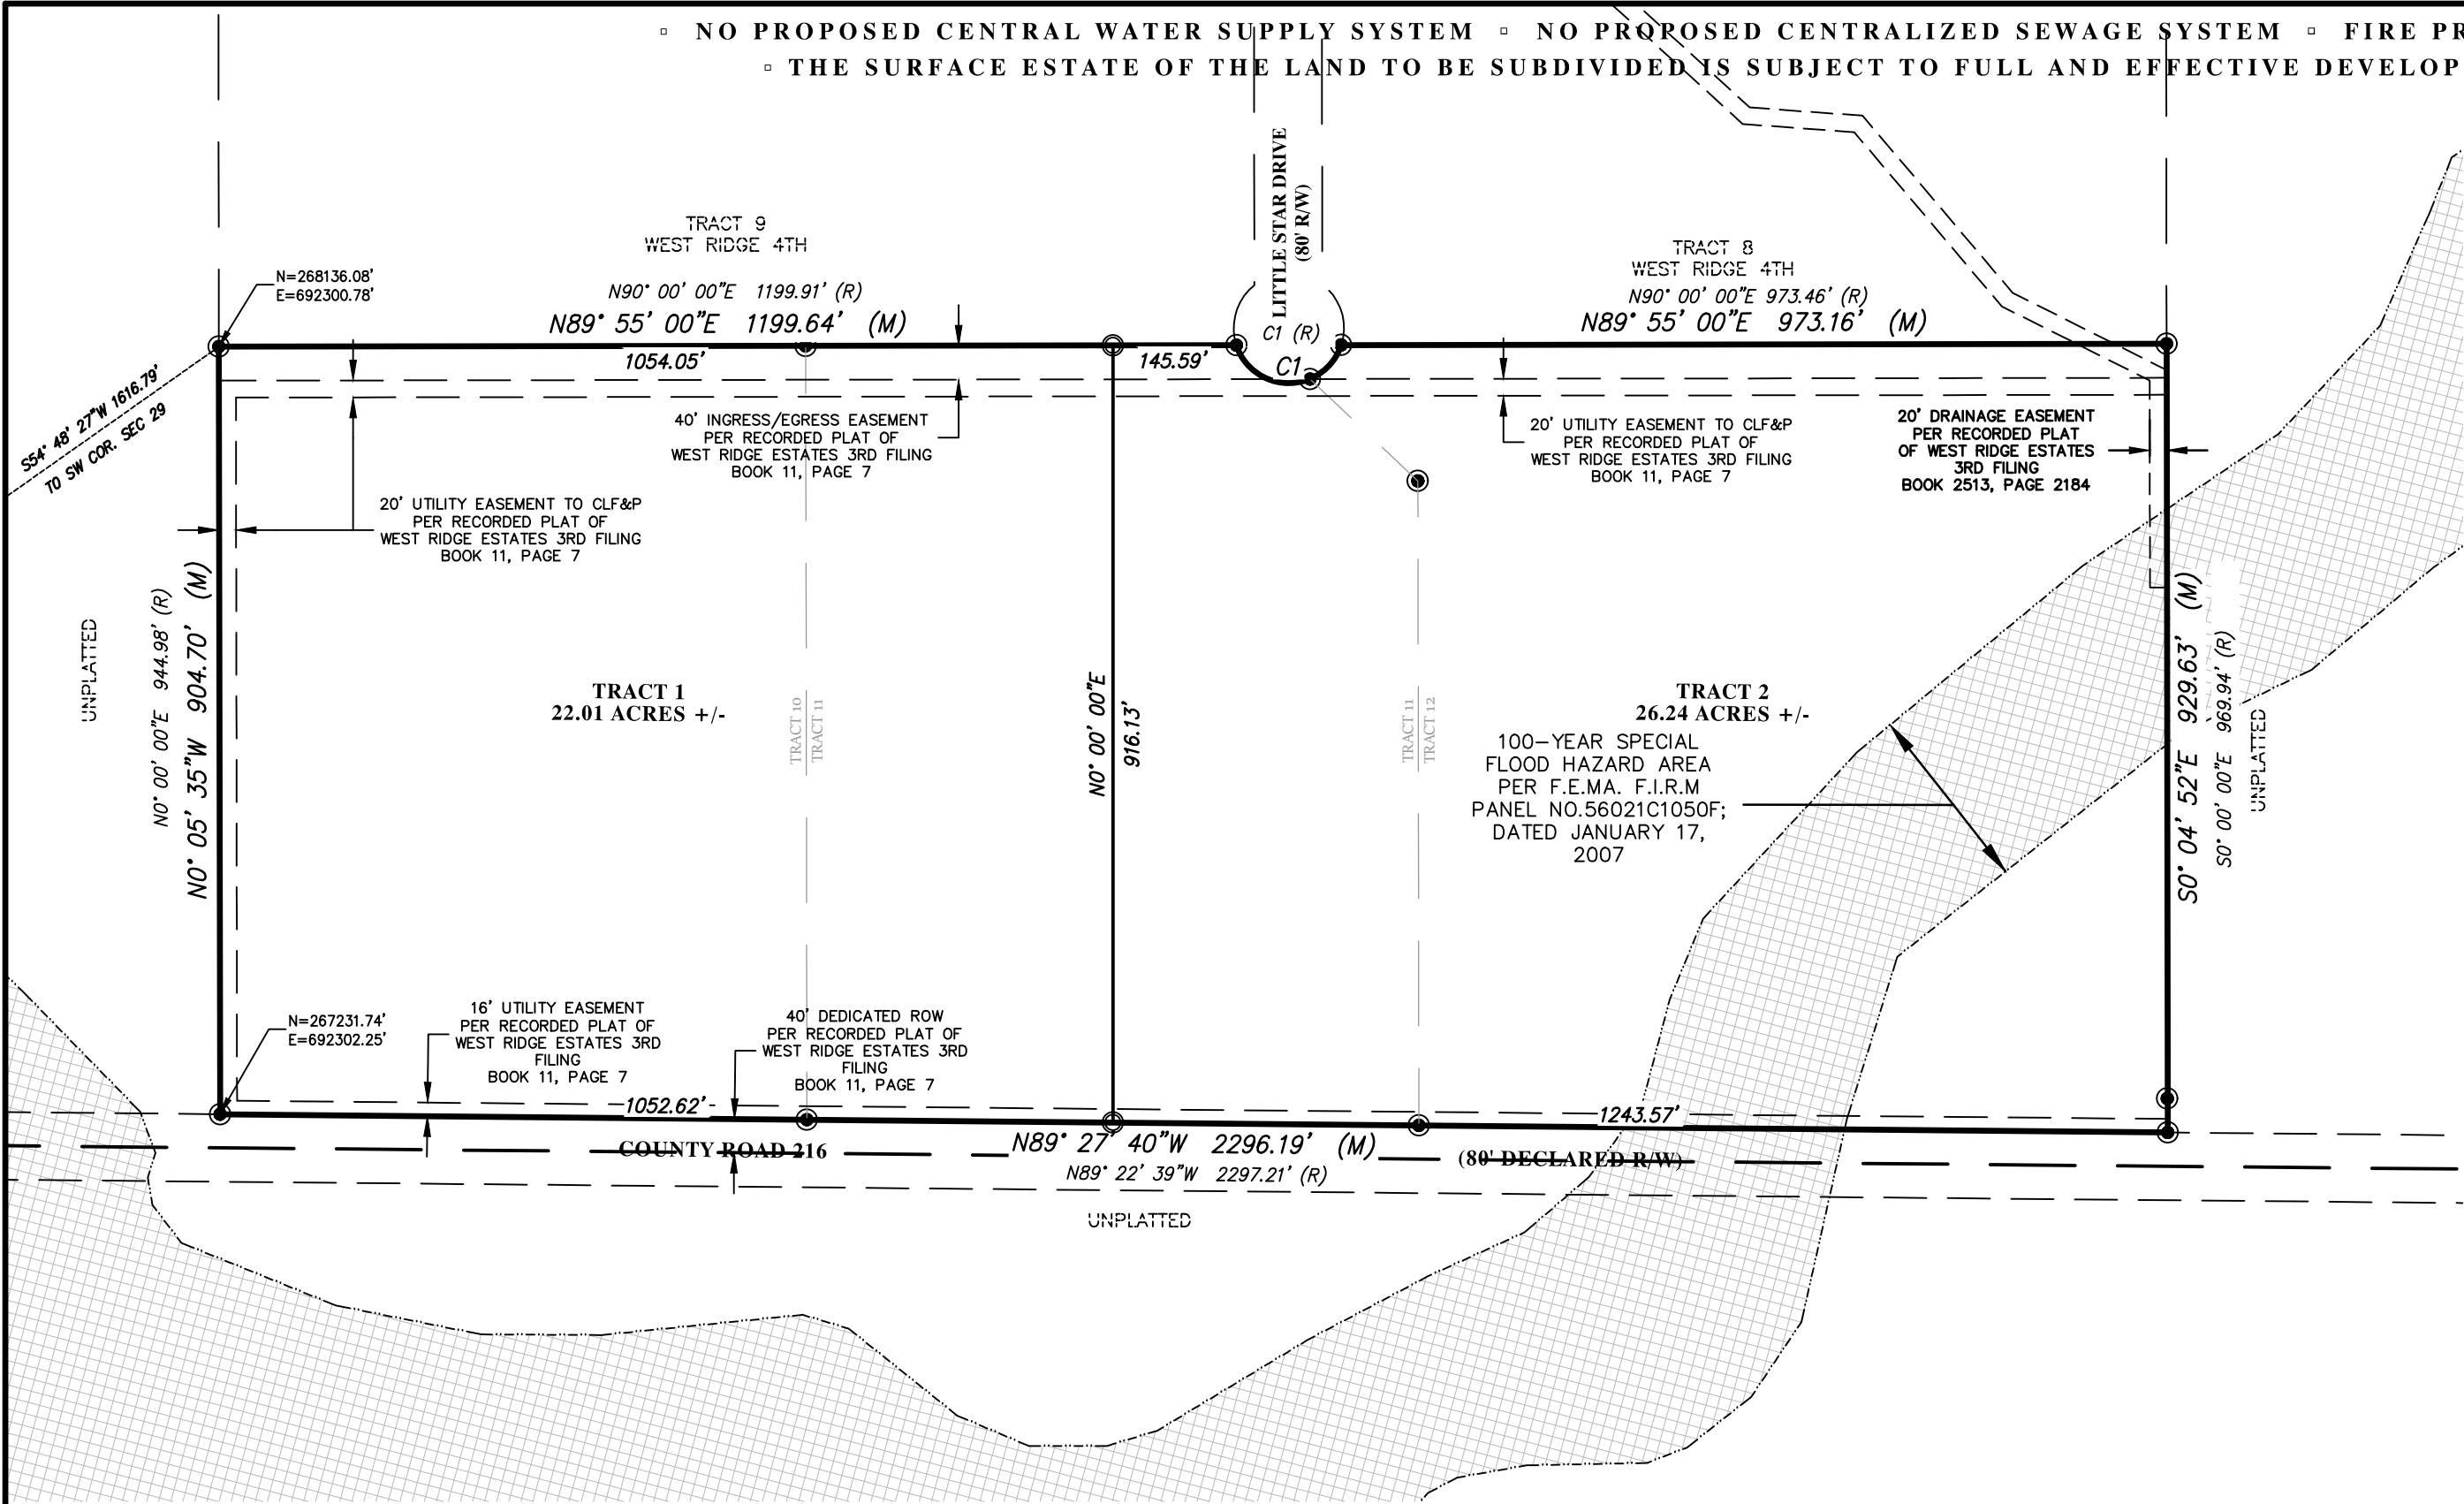 ▫ NO PROPOSED CENTRAL WATER SUPPLY SYSTEM ▫ NO PROPOSED CENTRALIZED SEWAGE SYSTEM ▫ FIRE PR
▫ THE SURFACE ESTATE OF THE LAND TO BE SUBDIVIDED IS SUBJECT TO FULL AND EFFECTIVE DEVELOP
LITTLE STAR DRIVE
(80' R/W)
TRACT 9
WEST RIDGE 4TH
N90° 00' 00"E 1199.91' (R)
N89° 55' 00"E 1199.64' (M)
TRACT 8
WEST RIDGE 4TH
N90° 00' 00"E 973.46' (R)
N89° 55' 00"E 973.16' (M)
N=268136.08'
E=692300.78'
C1 (R)
C1
1054.05'
145.59'
S54° 48' 27"W 1616.79'
TO SW COR. SEC 29
40' INGRESS/EGRESS EASEMENT
PER RECORDED PLAT OF
WEST RIDGE ESTATES 3RD FILING
BOOK 11, PAGE 7
20' UTILITY EASEMENT TO CLF&P
PER RECORDED PLAT OF
WEST RIDGE ESTATES 3RD FILING
BOOK 11, PAGE 7
20' DRAINAGE EASEMENT
PER RECORDED PLAT
OF WEST RIDGE ESTATES
3RD FILING
BOOK 2513, PAGE 2184
20' UTILITY EASEMENT TO CLF&P
PER RECORDED PLAT OF
WEST RIDGE ESTATES 3RD FILING
BOOK 11, PAGE 7
UNPLATTED
N0° 00' 00"E 944.98' (R)
N0° 05' 35"W 904.70' (M)
TRACT 1
22.01 ACRES +/-
TRACT 10
TRACT 11
N0° 00' 00"E
916.13'
TRACT 11
TRACT 12
TRACT 2
26.24 ACRES +/-
100-YEAR SPECIAL
FLOOD HAZARD AREA
PER F.E.MA. F.I.R.M
PANEL NO.56021C1050F;
DATED JANUARY 17,
2007
S0° 04' 52"E 929.63' (M)
S0° 00' 00"E 969.94' (R)
UNPLATTED
N=267231.74'
E=692302.25'
16' UTILITY EASEMENT
PER RECORDED PLAT OF
WEST RIDGE ESTATES 3RD
FILING
BOOK 11, PAGE 7
40' DEDICATED ROW
PER RECORDED PLAT OF
WEST RIDGE ESTATES 3RD
FILING
BOOK 11, PAGE 7
1052.62'
1243.57'
COUNTY ROAD 216
N89° 27' 40"W 2296.19' (M)
(80' DECLARED R/W)
N89° 22' 39"W 2297.21' (R)
UNPLATTED